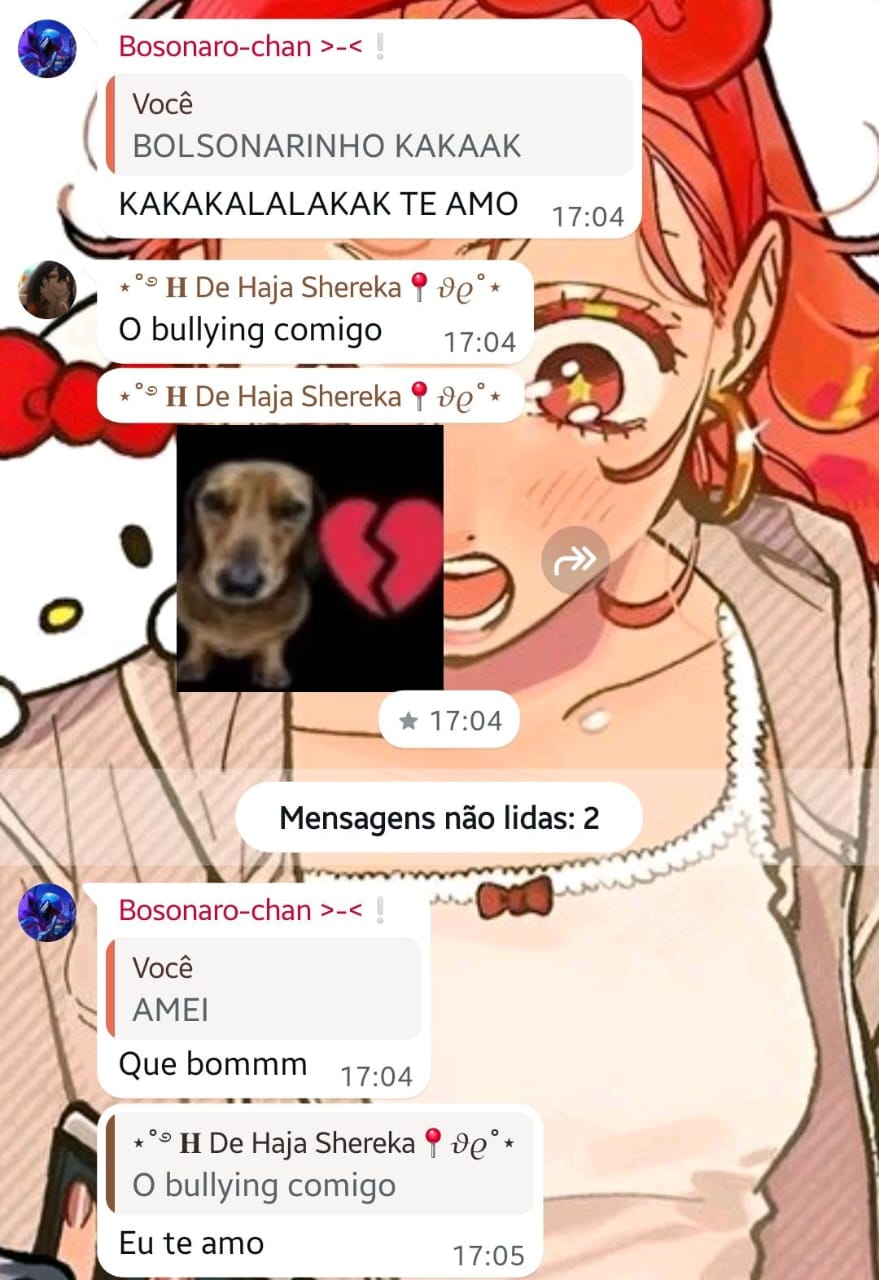 Bosonaro-chan >-< ❕
Você
BOLSONARINHO KAKAAK
KAKAKALALAKAK TE AMO 17:04
⋆˚࿔ 𝐇 De Haja Shereka📍𝜗𝜚˚⋆
O bullying comigo 17:04
⋆˚࿔ 𝐇 De Haja Shereka📍𝜗𝜚˚⋆
★ 17:04
Mensagens não lidas: 2
Bosonaro-chan >-< ❕
Você
AMEI
Que bommm 17:04
⋆˚࿔ 𝐇 De Haja Shereka📍𝜗𝜚˚⋆
O bullying comigo
Eu te amo 17:05